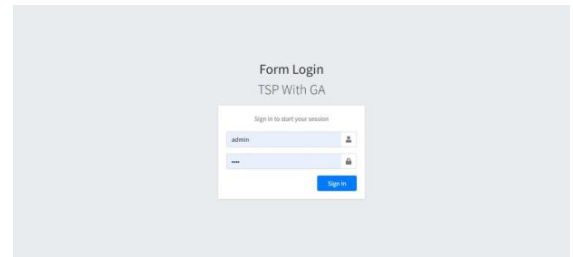 Form Login
TSP With GA
Sign in to start your session
admin
••••
Sign In